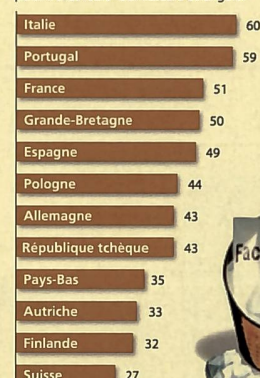 Italie 60
Portugal 59
France 51
Grande-Bretagne 50
Espagne 49
Pologne 44
Allemagne 43
République tchèque 43
Pays-Bas 35
Autriche 33
Finlande 32
Suisse 27